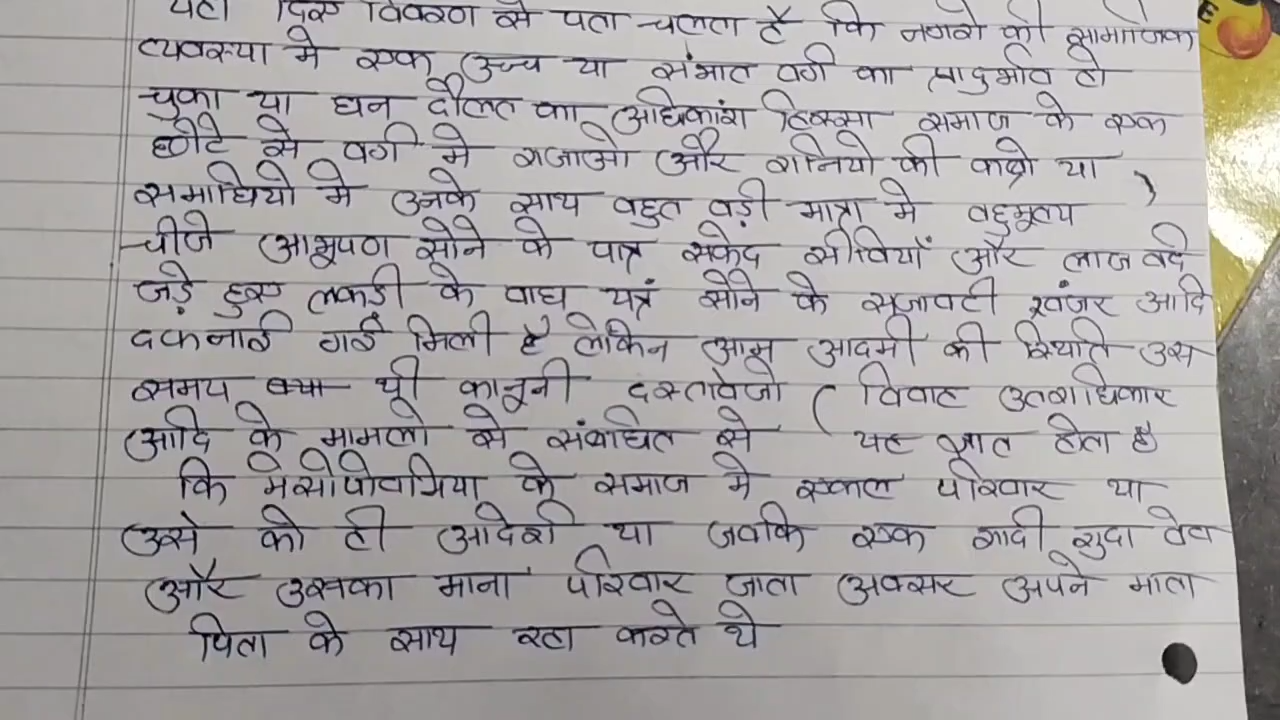 यहां दिए विवरण से पता चलता है कि नगरो की सामाजिक
व्यवस्था मे एक उच्च या संभ्रात वर्ग का प्रादुर्भाव हो
चुका था धन दौलत का अधिकांश हिस्सा समाज के एक
छोटे से वर्ग मे राजाओ और रानियो की कब्रो या
समाधियो मे उनके साथ बहुत बड़ी मात्रा मे बहुमूल्य
चीजे आभूषण सोने के पात्र सफेद सीपियाँ और लाजवर्द
जड़े हुए लकड़ी के वाद्य यत्रं सोने के सजावटी खंजर आदि
दफनाई गई मिली है लेकिन आम आदमी की स्थिति उस
समय क्या थी कानूनी दस्तावेजो ( विवाह उतराधिकार
आदि के मामलो से संबधित से यह ज्ञात होता है
कि मेसोपोटामिया के समाज मे एकल परिवार था
उसे को ही आदेश था जबकि एक शादी शुदा बेटा
और उसका माना परिवार जाता अक्सर अपने माता
पिता के साथ रहा करते थे